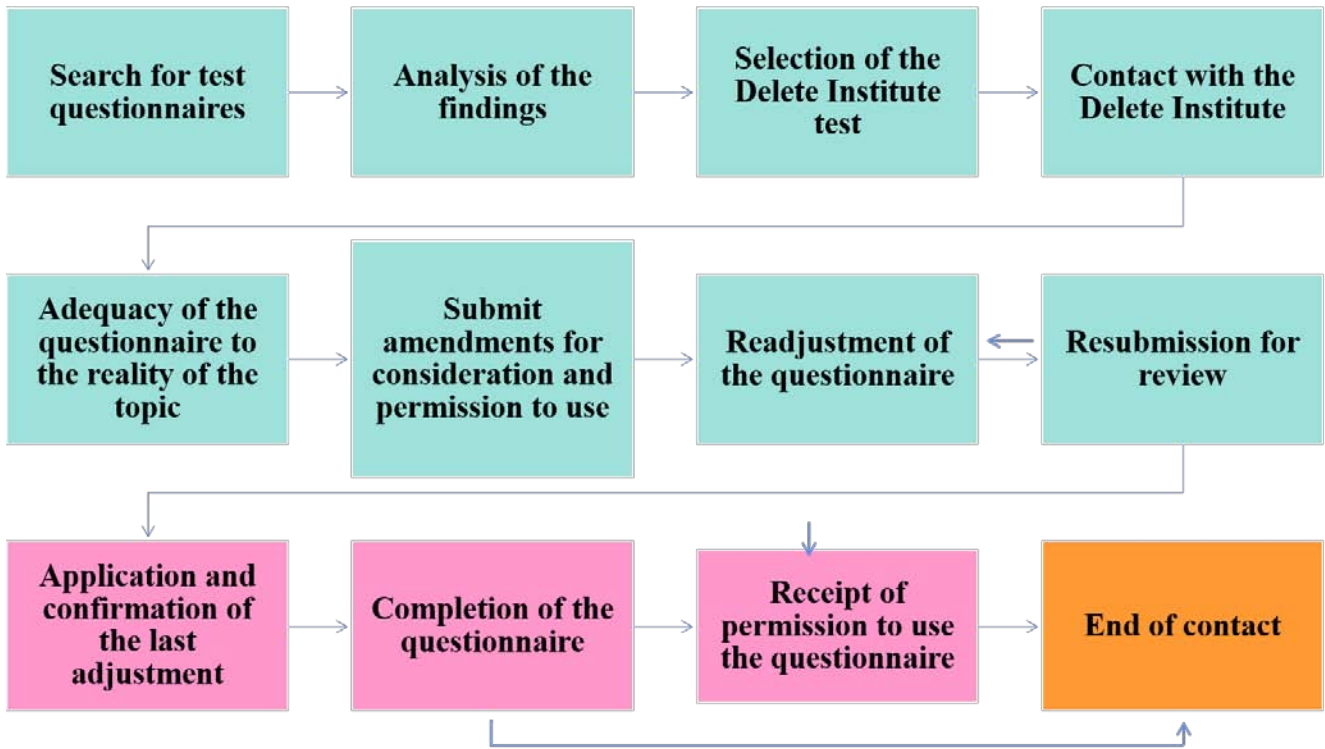 Search for test
questionnaires
Analysis of the
findings
Selection of the
Delete Institute
test
Contact with the
Delete Institute
Adequacy of the
questionnaire to
the reality of the
topic
Submit
amendments for
consideration and
permission to use
Readjustment of
the questionnaire
Resubmission for
review
Application and
confirmation of
the last
adjustment
Completion of the
questionnaire
Receipt of
permission to use
the questionnaire
End of contact